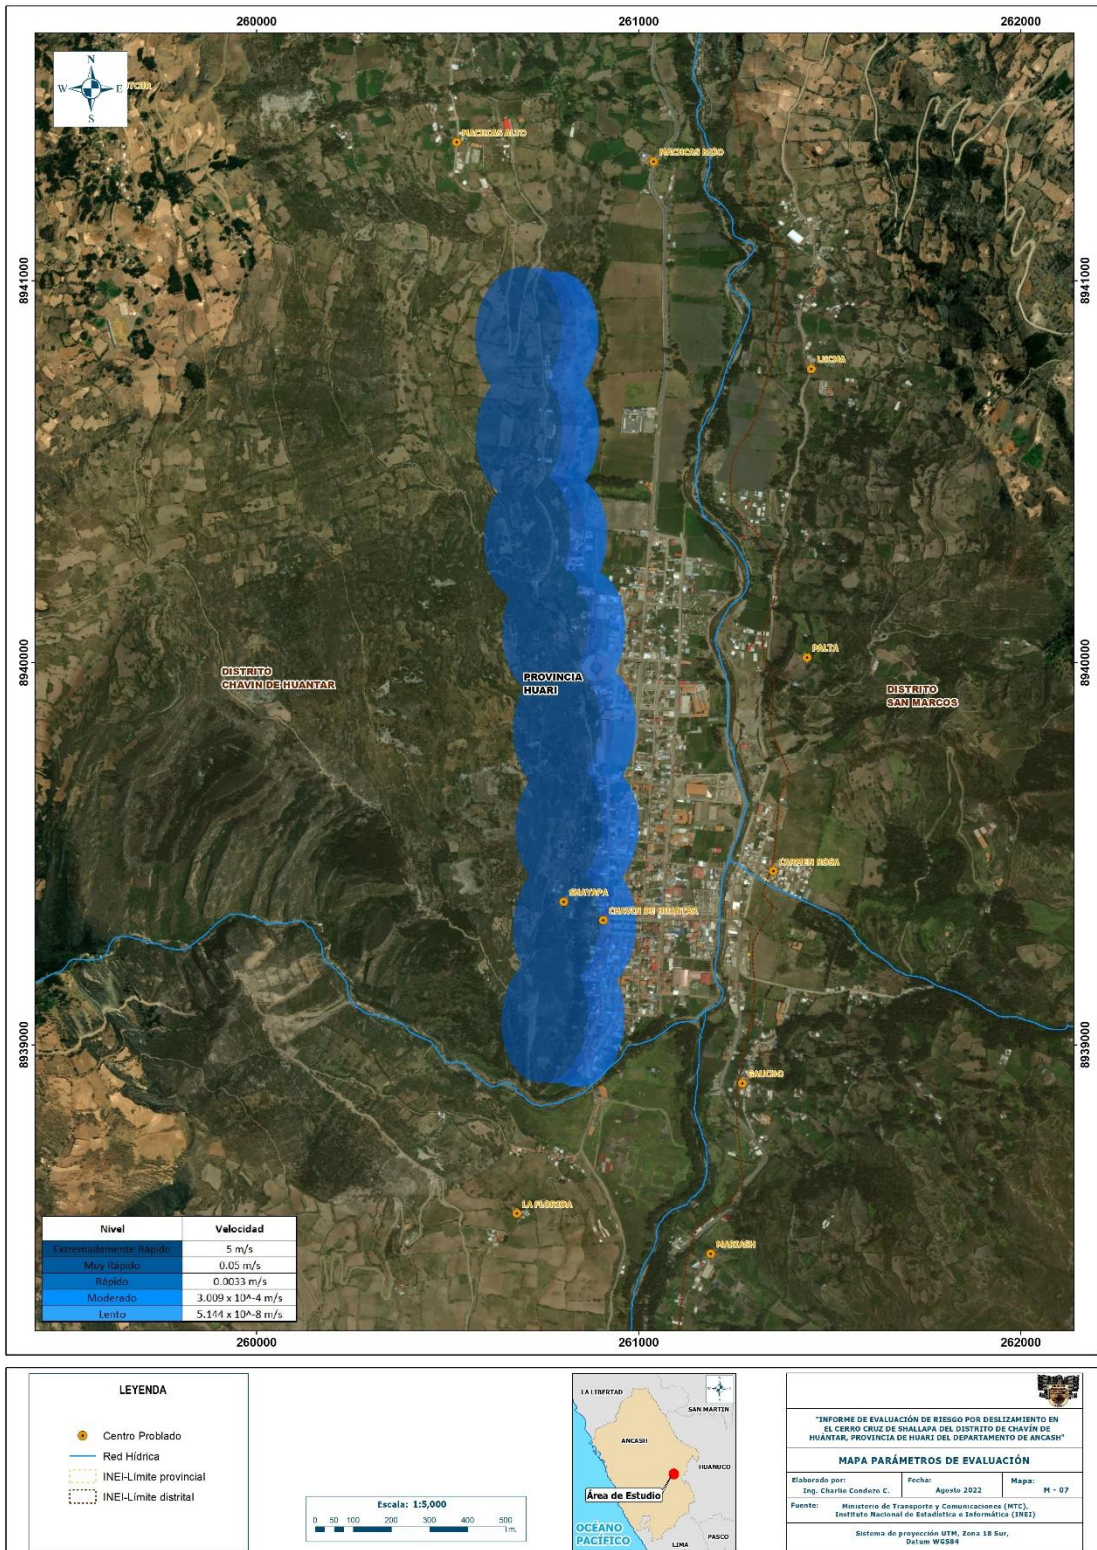 260000
261000
262000
N
W
E
S
MACHCAS ALTO
MACHCAS BAJO
8941000
8941000
LUCMA
8940000
8940000
PALTA
DISTRITO
CHAVIN DE HUANTAR
PROVINCIA
HUARI
DISTRITO
SAN MARCOS
CARMEN ROSA
SHAYAPA
CHAVIN DE HUANTAR
8939000
8939000
GAUCHO
LA FLORIDA
MARIASH
Nivel Velocidad
Extremadamente Rápido 5 m/s
Muy Rápido 0.05 m/s
Rápido 0.0033 m/s
Moderado 3.009 x 10^-4 m/s
Lento 5.144 x 10^-8 m/s
260000
261000
262000
LEYENDA
Centro Problado
Red Hídrica
INEI-Límite provincial
INEI-Límite distrital
Escala: 1:5,000
0 50 100 200 300 400 500
m.
LA LIBERTAD
SAN MARTIN
ANCASH
HUANUCO
Área de Estudio
OCÉANO
PACÍFICO
PASCO
LIMA
"INFORME DE EVALUACIÓN DE RIESGO POR DESLIZAMIENTO EN
EL CERRO CRUZ DE SHALLAPA DEL DISTRITO DE CHAVÍN DE
HUÁNTAR, PROVINCIA DE HUARI DEL DEPARTAMENTO DE ANCASH"
MAPA PARÁMETROS DE EVALUACIÓN
Elaborado por:
Ing. Charlie Condezo C.
Fecha:
Agosto 2022
Mapa:
M - 07
Fuente: Ministerio de Transporte y Comunicaciones (MTC),
Instituto Nacional de Estadística e Informática (INEI)
Sistema de proyección UTM, Zona 18 Sur,
Datum WGS84